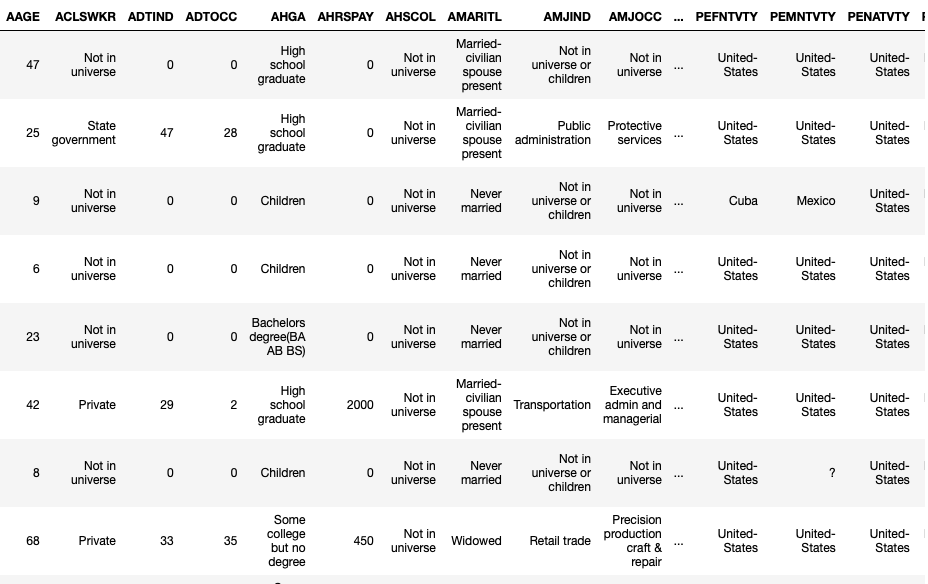 AAGE ACLSWKR ADTIND ADTOCC AHGA AHRSPAY AHSCOL AMARITL AMJIND AMJOCC ... PEFNTVTY PEMNTVTY PENATVTY
47 Not in universe 0 0 High school graduate 0 Not in universe Married-civilian spouse present Not in universe or children Not in universe ... United-States United-States United-States
25 State government 47 28 High school graduate 0 Not in universe Married-civilian spouse present Public administration Protective services ... United-States United-States United-States
9 Not in universe 0 0 Children 0 Not in universe Never married Not in universe or children Not in universe ... Cuba Mexico United-States
6 Not in universe 0 0 Children 0 Not in universe Never married Not in universe or children Not in universe ... United-States United-States United-States
23 Not in universe 0 0 Bachelors degree(BA AB BS) 0 Not in universe Never married Not in universe or children Not in universe ... United-States United-States United-States
42 Private 29 2 High school graduate 2000 Not in universe Married-civilian spouse present Transportation Executive admin and managerial ... United-States United-States United-States
8 Not in universe 0 0 Children 0 Not in universe Never married Not in universe or children Not in universe ... United-States ? United-States
68 Private 33 35 Some college but no degree 450 Not in universe Widowed Retail trade Precision production craft & repair ... United-States United-States United-States